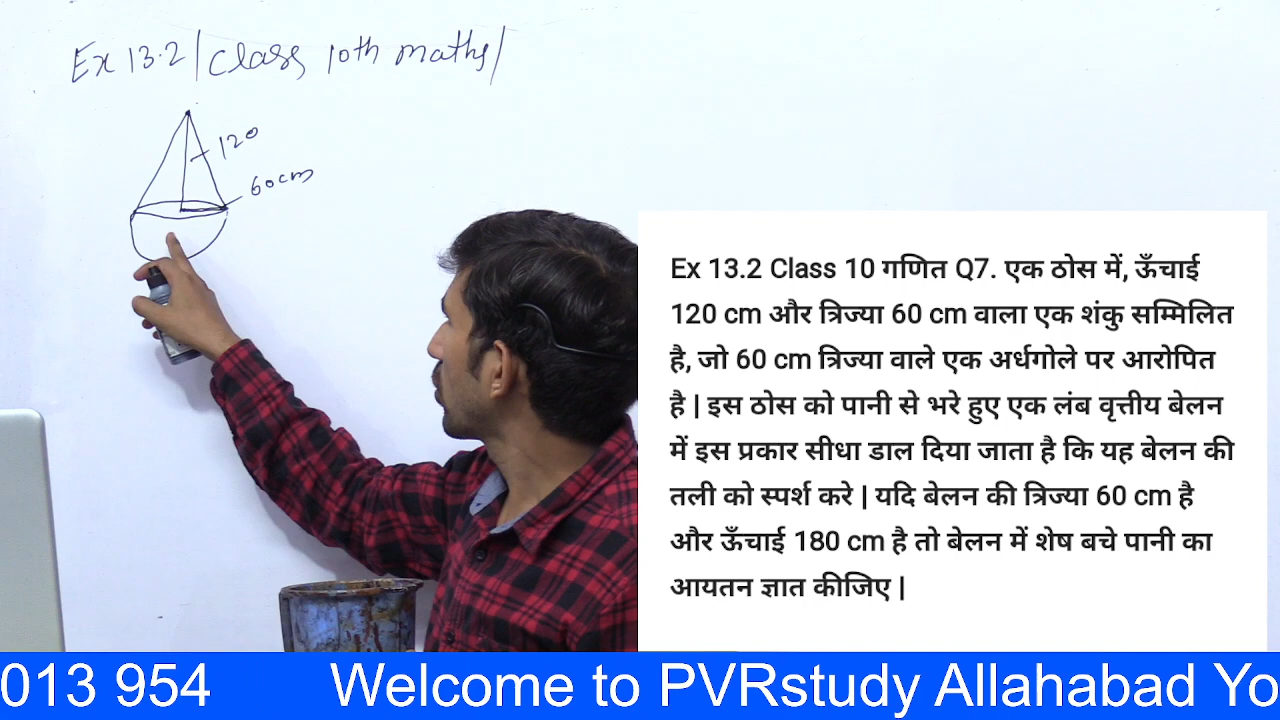 Ex 13.2 | Class 10th maths |
120
60cm
Ex 13.2 Class 10 गणित Q7. एक ठोस में, ऊँचाई
120 cm और त्रिज्या 60 cm वाला एक शंकु सम्मिलित
है, जो 60 cm त्रिज्या वाले एक अर्धगोले पर आरोपित
है | इस ठोस को पानी से भरे हुए एक लंब वृत्तीय बेलन
में इस प्रकार सीधा डाल दिया जाता है कि यह बेलन की
तली को स्पर्श करे | यदि बेलन की त्रिज्या 60 cm है
और ऊँचाई 180 cm है तो बेलन में शेष बचे पानी का
आयतन ज्ञात कीजिए |
013 954 Welcome to PVRstudy Allahabad Yo